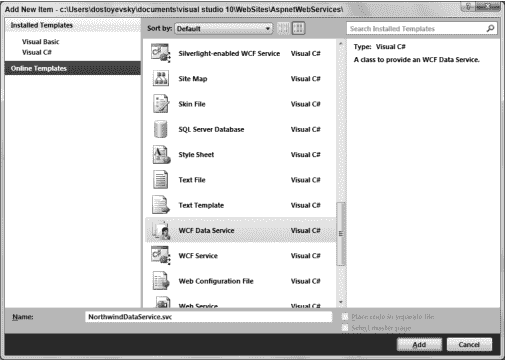 Add New Item - c:\users\dostoyevsky\documents\visual studio 10\WebSites\AspnetWebServices\
Installed Templates
Visual Basic
Visual C#
Online Templates
Sort by: Default
Search Installed Templates
Silverlight-enabled WCF Service Visual C#
Site Map Visual C#
Skin File Visual C#
SQL Server Database Visual C#
Style Sheet Visual C#
Text File Visual C#
Text Template Visual C#
WCF Data Service Visual C#
WCF Service Visual C#
Web Configuration File Visual C#
Web Service Visual C#
Type: Visual C#
A class to provide an WCF Data Service.
Name: NorthwindDataService.svc
Place code in separate file
Select master page
Add Cancel